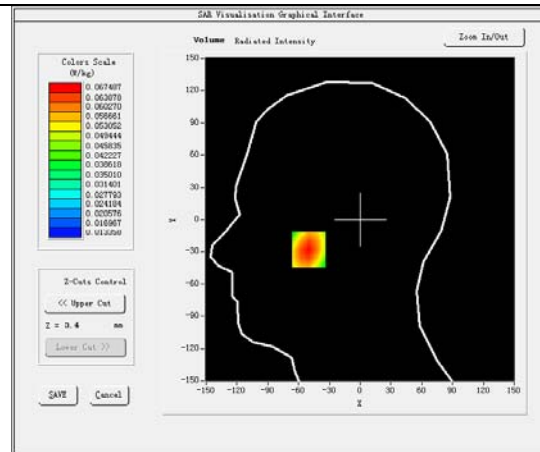 SAR Visualisation Graphical Interface
Volume Radiated Intensity
Zoom In/Out
Colors Scale
(W/kg)
0.067487
0.063878
0.060270
0.056661
0.053052
0.049444
0.045835
0.042227
0.038618
0.035010
0.031401
0.027793
0.024184
0.020576
0.016967
0.013358
Z-Cuts Control
<< Upper Cut
Z = 3.4 mm
Lower Cut >>
SAVE
Cancel
150
120
90
60
30
0
-30
-60
-90
-120
-150
Y
-150 -120 -90 -60 -30 0 30 60 90 120 150
X